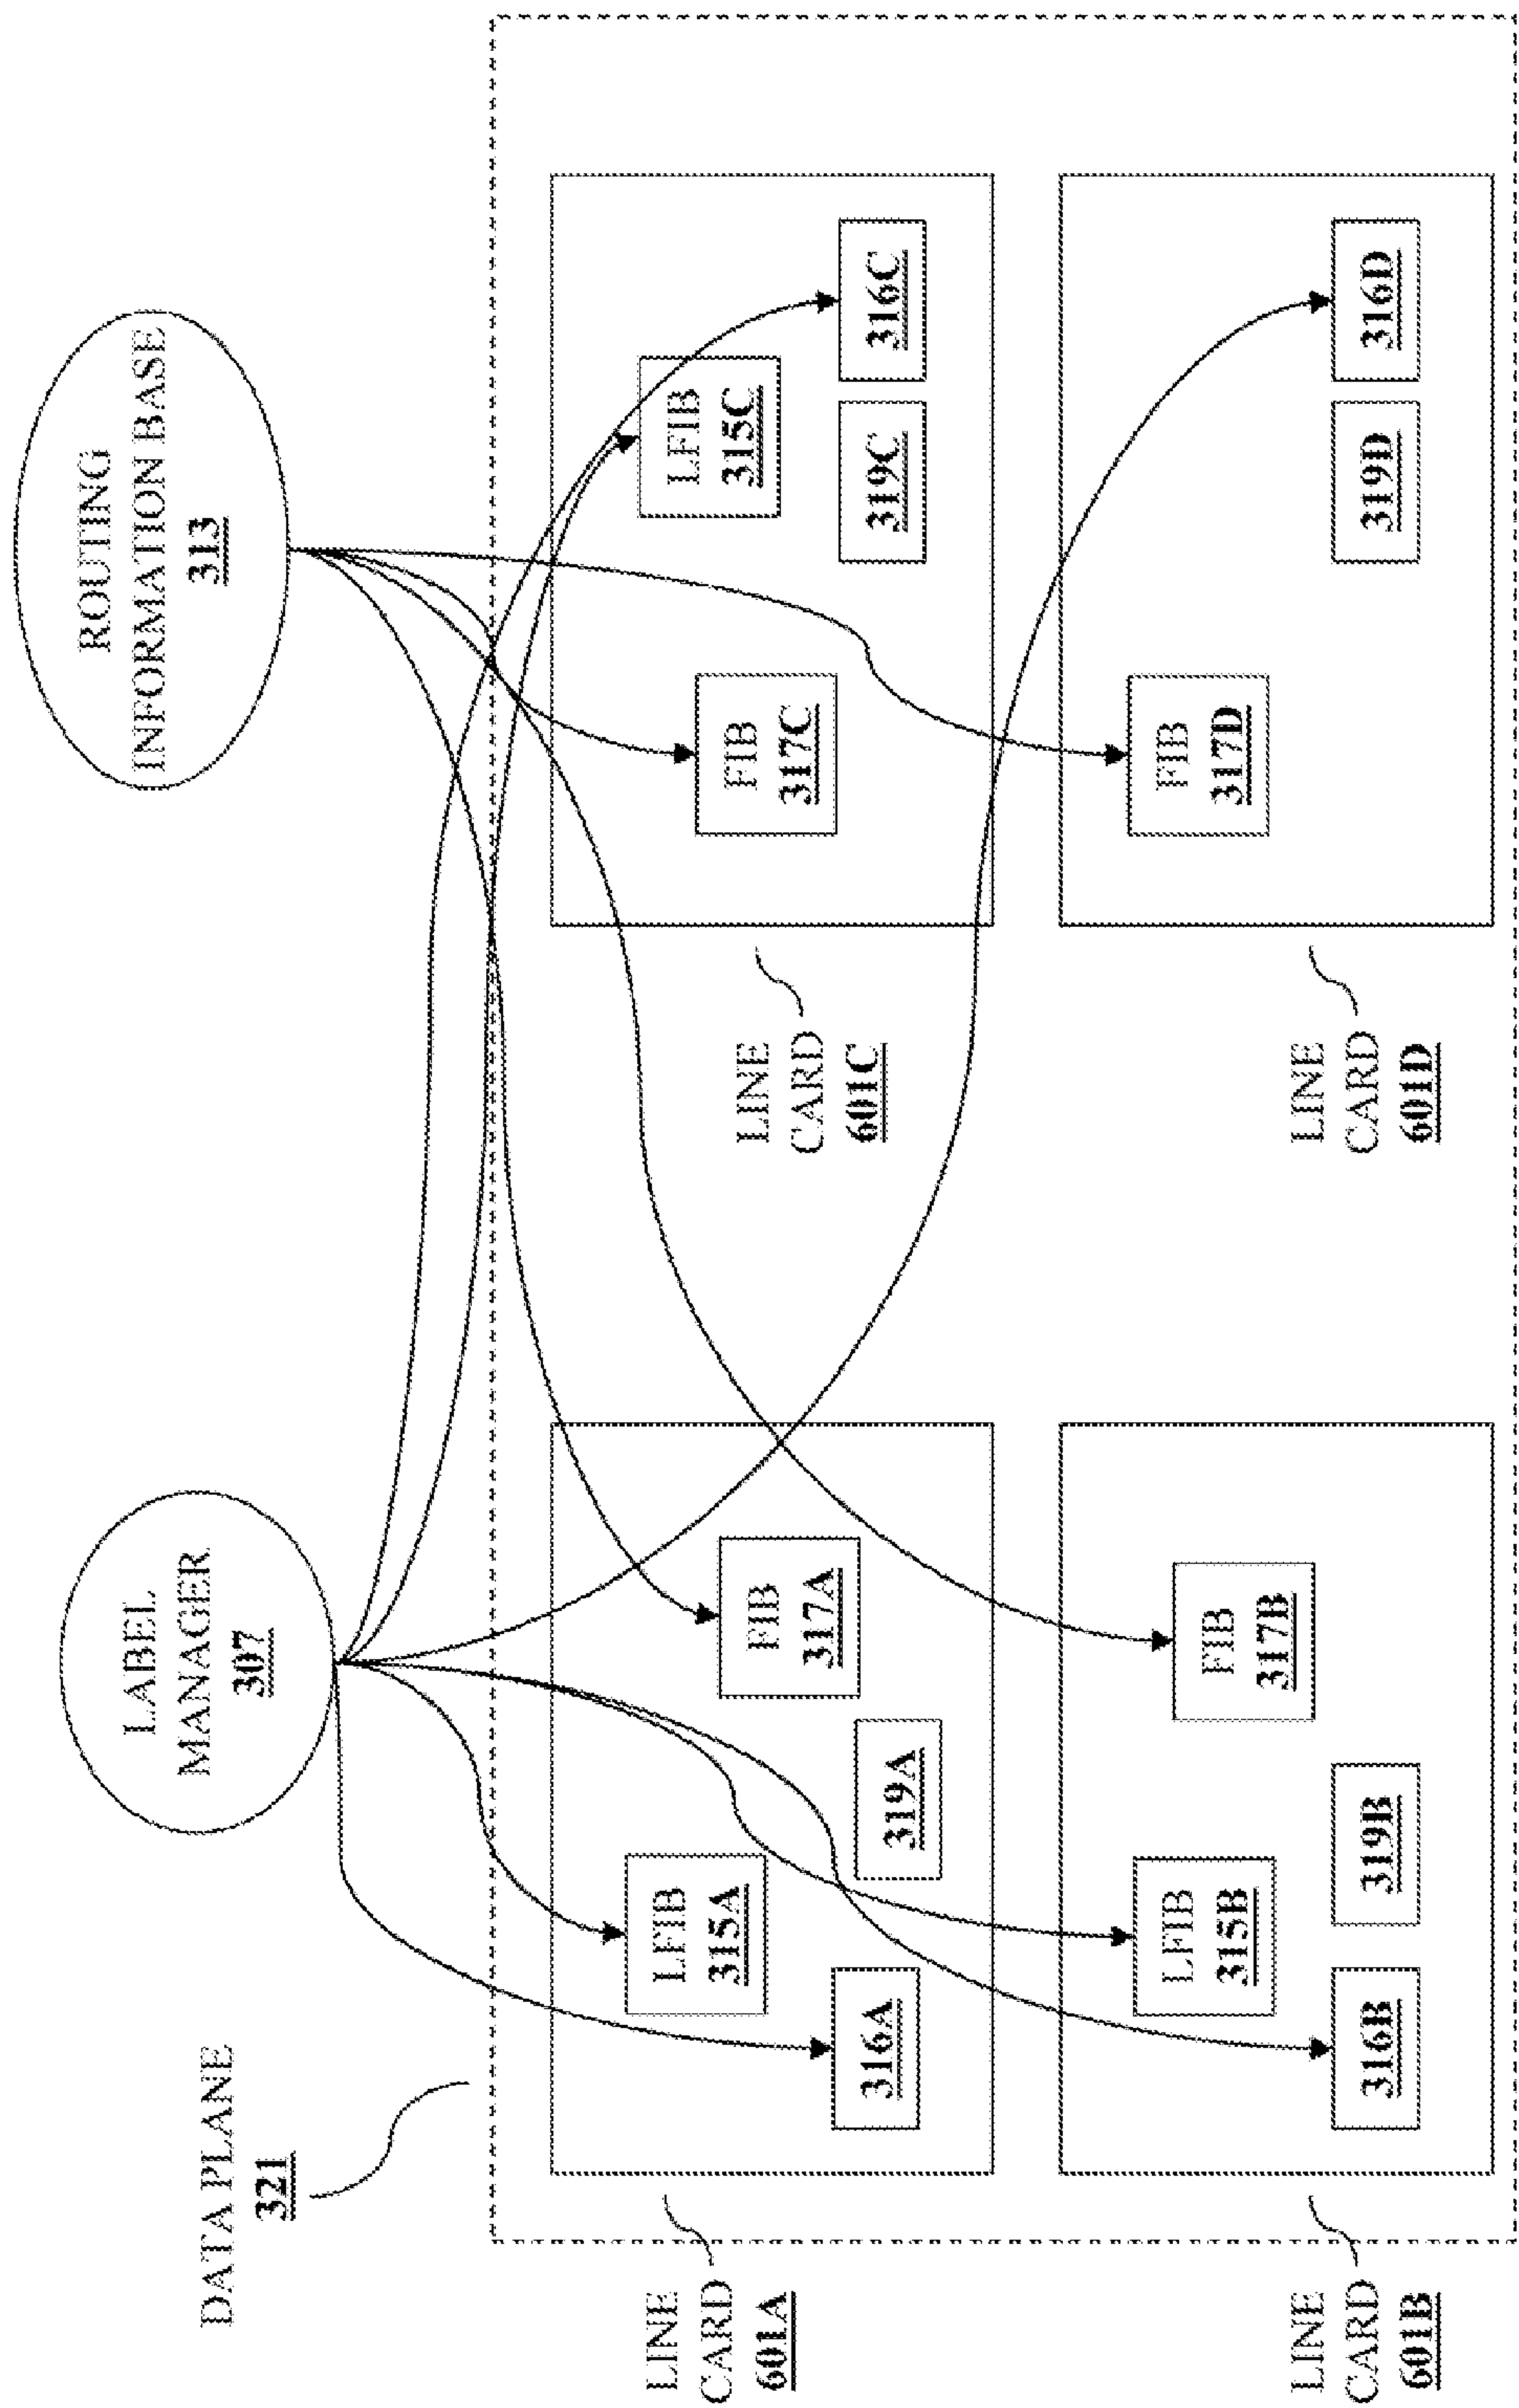 LABEL
MANAGER
307
ROUTING
INFORMATION BASE
313
DATA PLANE
321
LINE
CARD
601A
LFIB
315A
FIB
317A
316A
319A
LINE
CARD
601C
FIB
317C
LFIB
315C
319C
316C
LINE
CARD
601B
LFIB
315B
FIB
317B
316B
319B
LINE
CARD
601D
FIB
317D
319D
316D